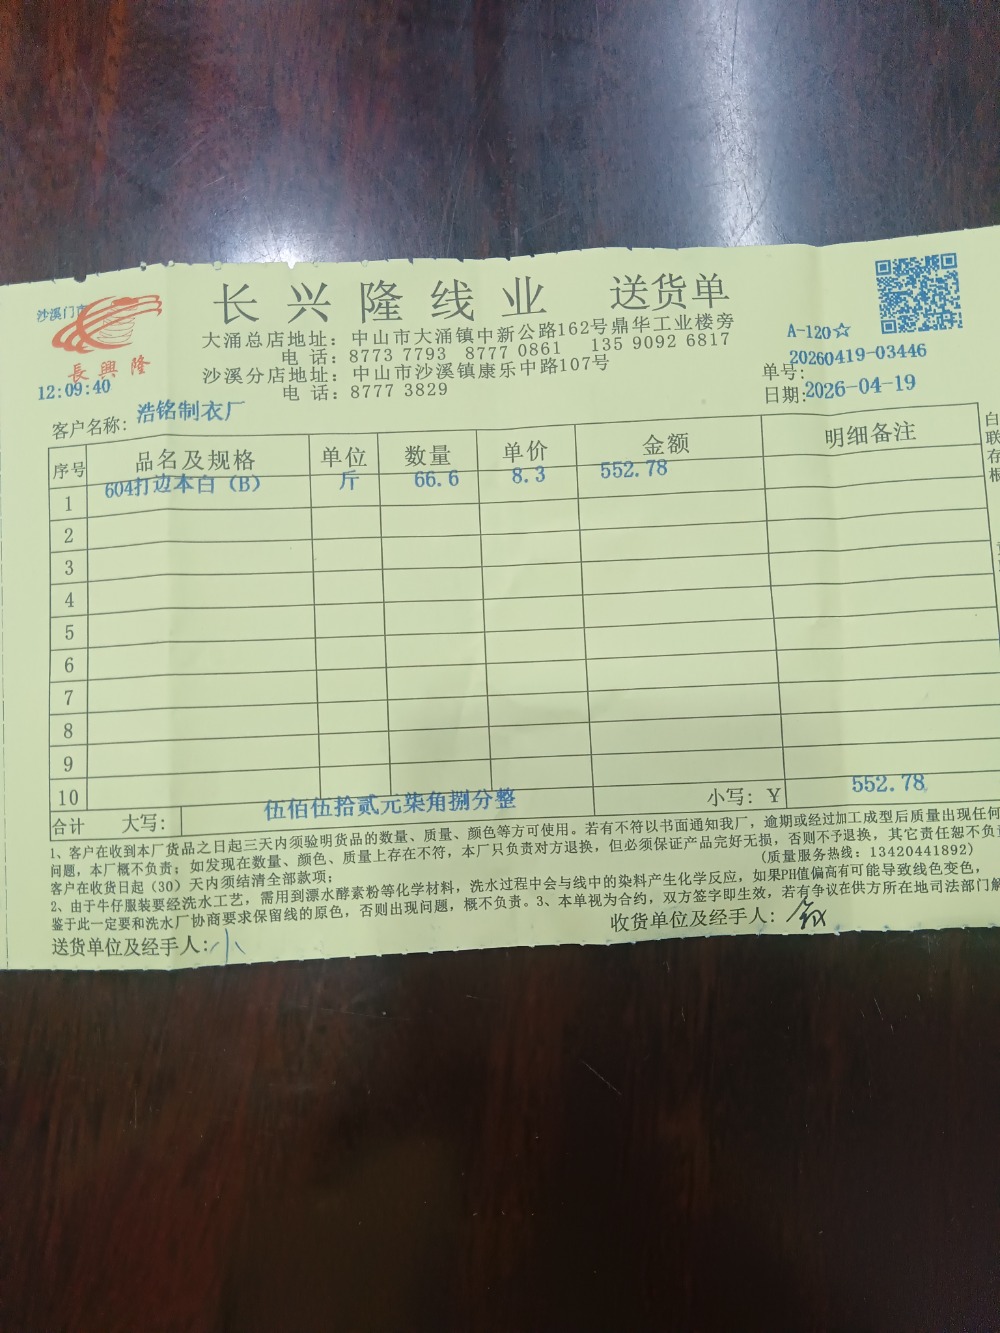 沙溪门市
長興隆
12:09:40
长兴隆线业 送货单
大涌总店地址：中山市大涌镇中新公路162号鼎华工业楼旁
电 话：8773 7793 8777 0861 135 9092 6817
沙溪分店地址：中山市沙溪镇康乐中路107号
电 话：8777 3829
A-120☆
单号:20260419-03446
日期:2026-04-19
客户名称: 浩铭制衣厂
序号 品名及规格 单位 数量 单价 金额 明细备注
1 604打边本白（B） 斤 66.6 8.3 552.78
2
3
4
5
6
7
8
9
10
合计 大写: 伍佰伍拾贰元柒角捌分整 小写: Y 552.78
1、客户在收到本厂货品之日起三天内须验明货品的数量、质量、颜色等方可使用。若有不符以书面通知我厂，逾期或经过加工成型后质量出现任何
问题，本厂概不负责；如发现在数量、颜色、质量上存在不符，本厂只负责对方退换，但必须保证产品完好无损，否则不予退换，其它责任恕不负
客户在收货日起（30）天内须结清全部款项； (质量服务热线：13420441892)
2、由于牛仔服装要经洗水工艺，需用到漂水酵素粉等化学材料，洗水过程中会与线中的染料产生化学反应，如果PH值偏高有可能导致线色变色，
鉴于此一定要和洗水厂协商要求保留线的原色，否则出现问题，概不负责。3、本单视为合约，双方签字即生效，若有争议在供方所在地司法部门解
送货单位及经手人: 收货单位及经手人:
白
联
存
根